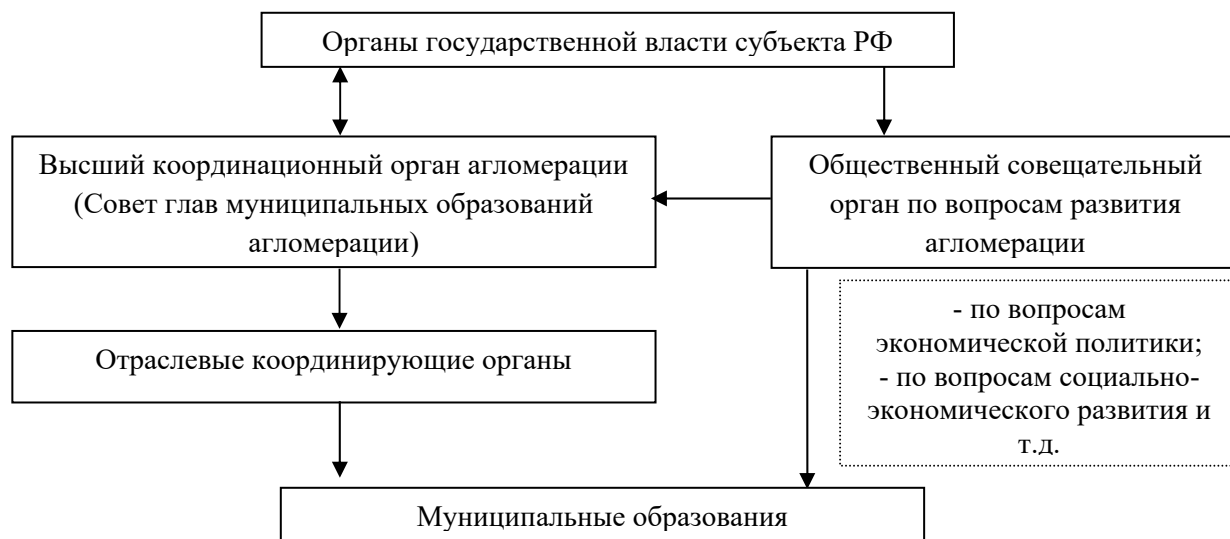 Органы государственной власти субъекта РФ
Высший координационный орган агломерации
(Совет глав муниципальных образований
агломерации)
Общественный совещательный
орган по вопросам развития
агломерации
- по вопросам
экономической политики;
- по вопросам социально-
экономического развития и
т.д.
Отраслевые координирующие органы
Муниципальные образования